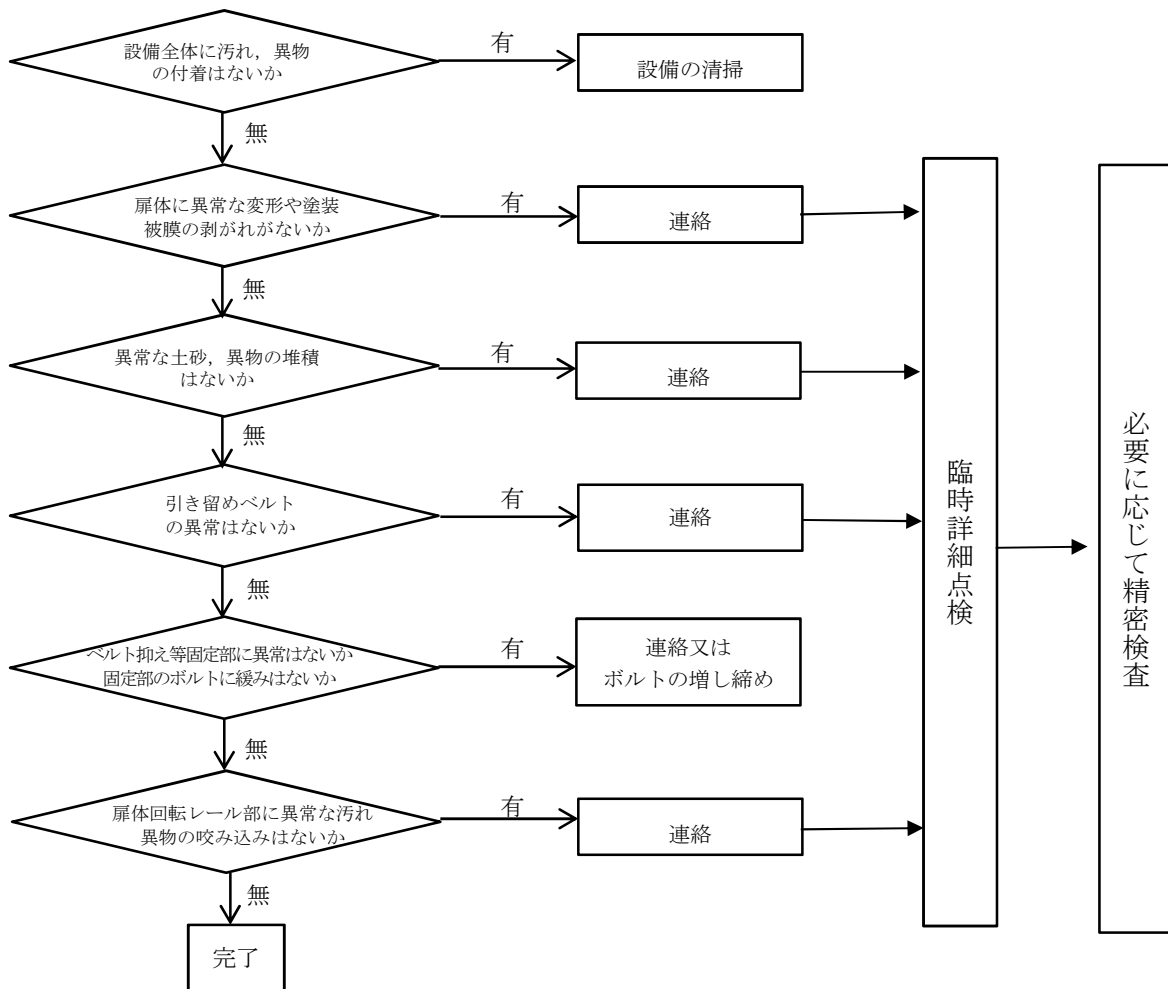 設備全体に汚れ，異物
の付着はないか
有
設備の清掃
無
扉体に異常な変形や塗装
被膜の剥がれがないか
有
連絡
無
異常な土砂，異物の堆積
はないか
有
連絡
無
引き留めベルト
の異常はないか
有
連絡
無
ベルト抑え等固定部に異常はないか
固定部のボルトに緩みはないか
有
連絡又は
ボルトの増し締め
無
扉体回転レール部に異常な汚れ
異物の咬み込みはないか
有
連絡
無
完了
臨時詳細点検
必要に応じて精密検査